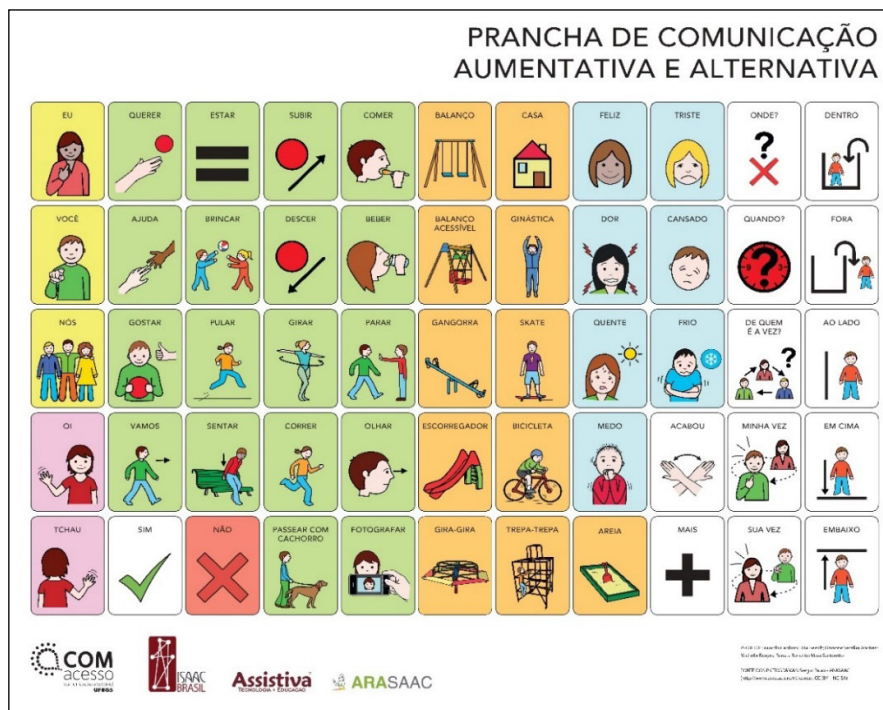 PRANCHA DE COMUNICAÇÃO
AUMENTATIVA E ALTERNATIVA
EU
QUERER
ESTAR
SUBIR
COMER
BALANÇO
CASA
FELIZ
TRISTE
ONDE?
?
DENTRO
VOCÊ
AJUDA
BRINCAR
DESCER
BEBER
BALANÇO
ACESSÍVEL
GINÁSTICA
DOR
CANSADO
QUANDO?
?
FORA
NÓS
GOSTAR
PULAR
GIRAR
PARAR
GANGORRA
SKATE
QUENTE
FRIO
DE QUEM
É A VEZ?
?
AO LADO
OI
VAMOS
SENTAR
CORRER
OLHAR
ESCORREGADOR
BICICLETA
MEDO
ACABOU
MINHA VEZ
EM CIMA
TCHAU
SIM
NÃO
PASSEAR COM
CACHORRO
FOTOGRAFAR
GIRA-GIRA
TREPA-TREPA
AREIA
MAIS
SUA VEZ
EMBAIXO
COM
acesso
UFRGS
ISAAC
BRASIL
Assistiva
TECNOLOGIA • EDUCAÇÃO
ARASAAC